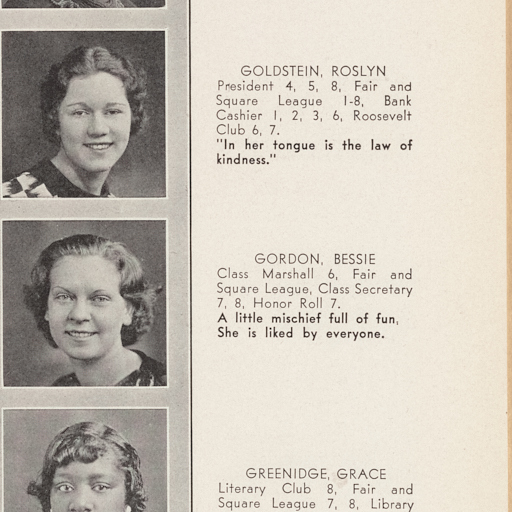 GOLDSTEIN, ROSLYN
President 4, 5, 8, Fair and
Square League 1-8, Bank
Cashier 1, 2, 3, 6, Roosevelt
Club 6, 7.
"In her tongue is the law of
kindness."
GORDON, BESSIE
Class Marshall 6, Fair and
Square League, Class Secretary
7, 8, Honor Roll 7.
A little mischief full of fun,
She is liked by everyone.
GREENIDGE, GRACE
Literary Club 8, Fair and
Square League 7, 8, Library